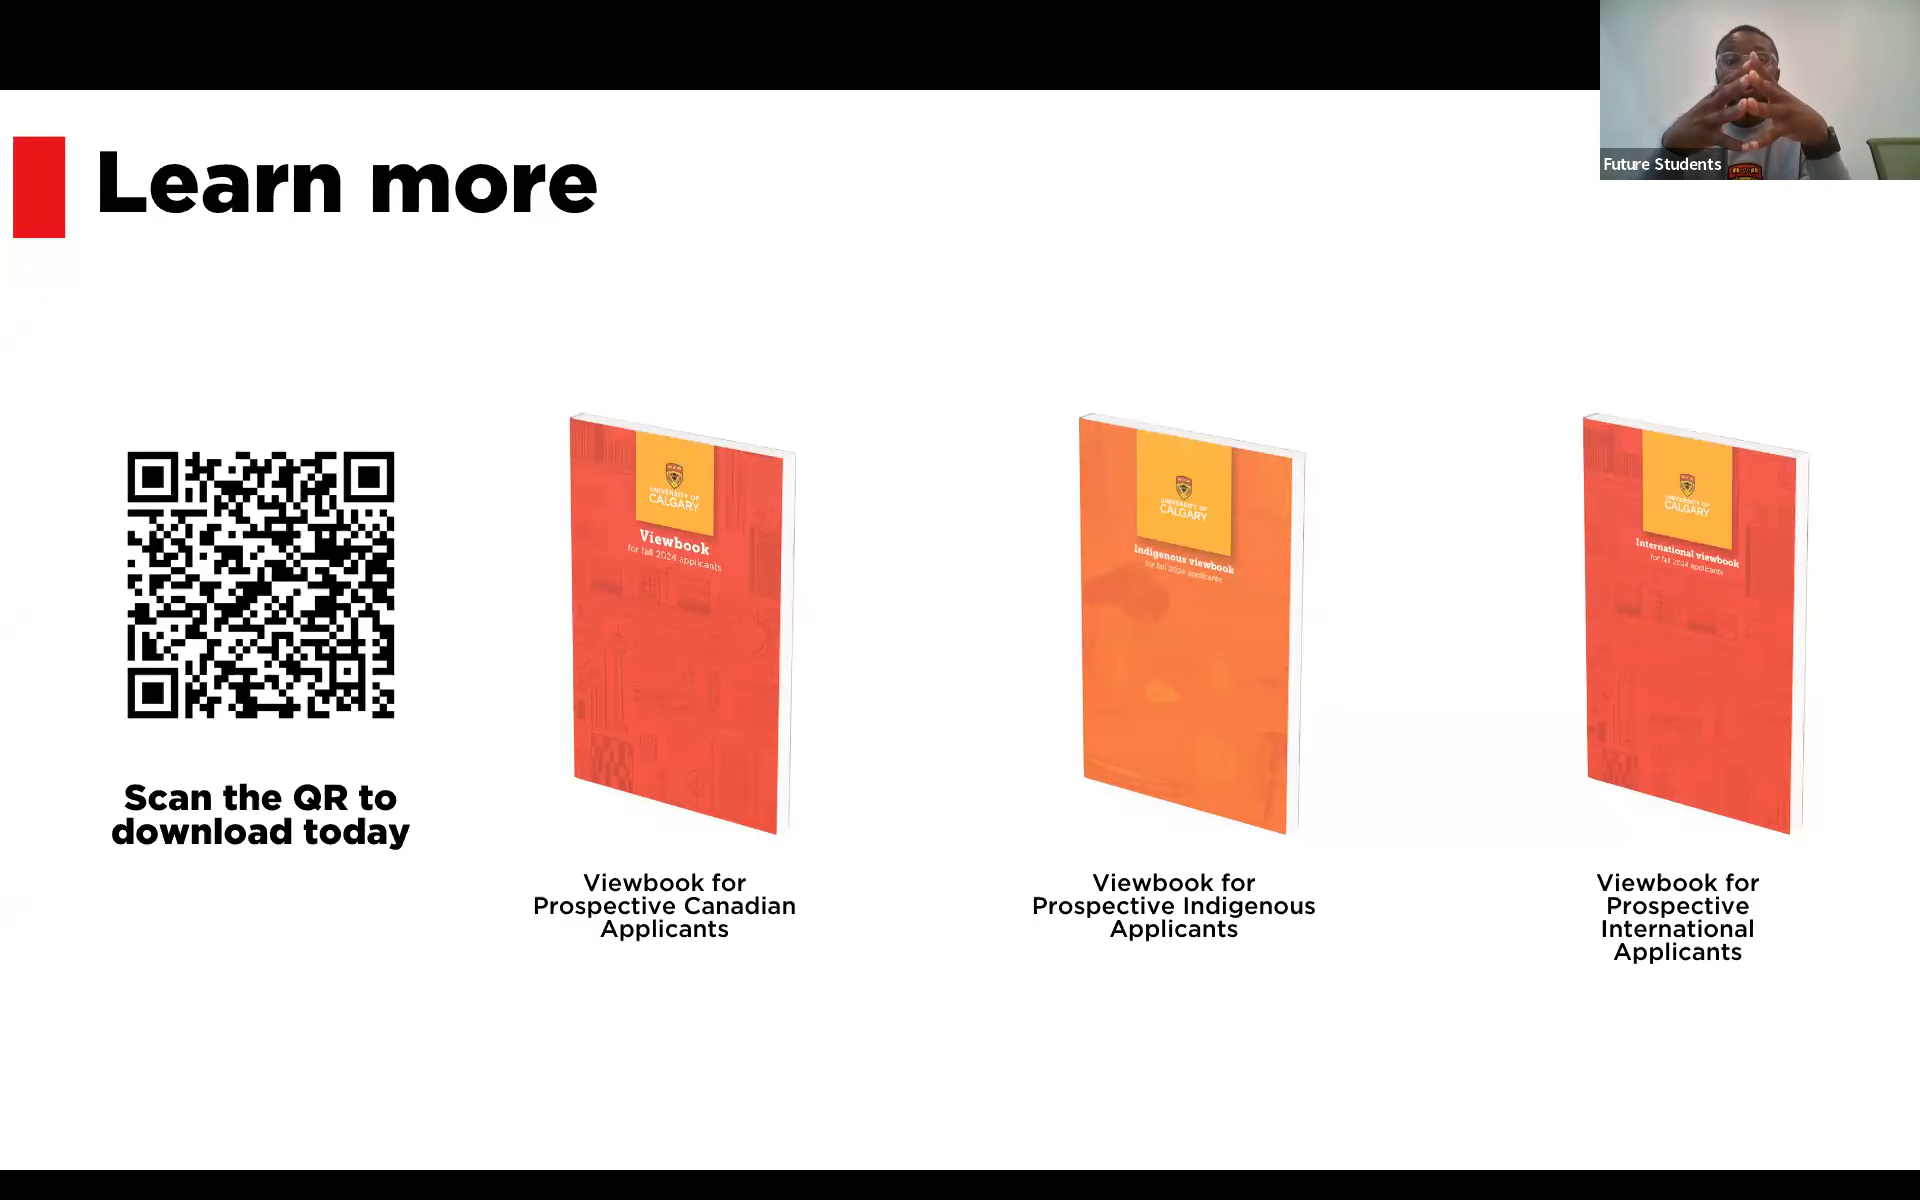 Future Students
Learn more
UNIVERSITY OF
CALGARY
Viewbook
for fall 2024 applicants
UNIVERSITY OF
CALGARY
Indigenous viewbook
for fall 2024 applicants
UNIVERSITY OF
CALGARY
International viewbook
for fall 2024 applicants
Scan the QR to
download today
Viewbook for
Prospective Canadian
Applicants
Viewbook for
Prospective Indigenous
Applicants
Viewbook for
Prospective
International
Applicants